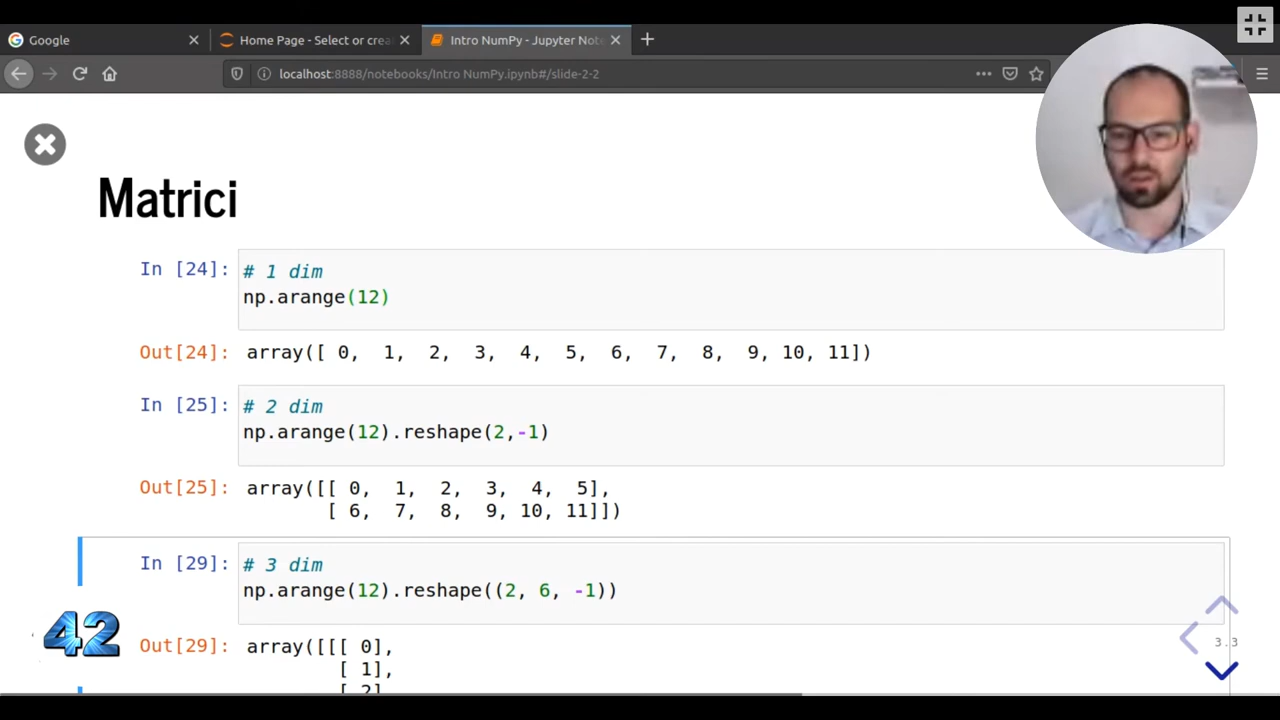 Google
Home Page - Select or crea
Intro NumPy - Jupyter Note
localhost:8888/notebooks/Intro NumPy.ipynb#/slide-2-2
Matrici
In [24]:
# 1 dim
np.arange(12)
Out[24]:
array([ 0, 1, 2, 3, 4, 5, 6, 7, 8, 9, 10, 11])
In [25]:
# 2 dim
np.arange(12).reshape(2,-1)
Out[25]:
array([[ 0, 1, 2, 3, 4, 5],
[ 6, 7, 8, 9, 10, 11]])
In [29]:
# 3 dim
np.arange(12).reshape((2, 6, -1))
42
Out[29]:
array([[[ 0],
[ 1],
[ 2]
3.3